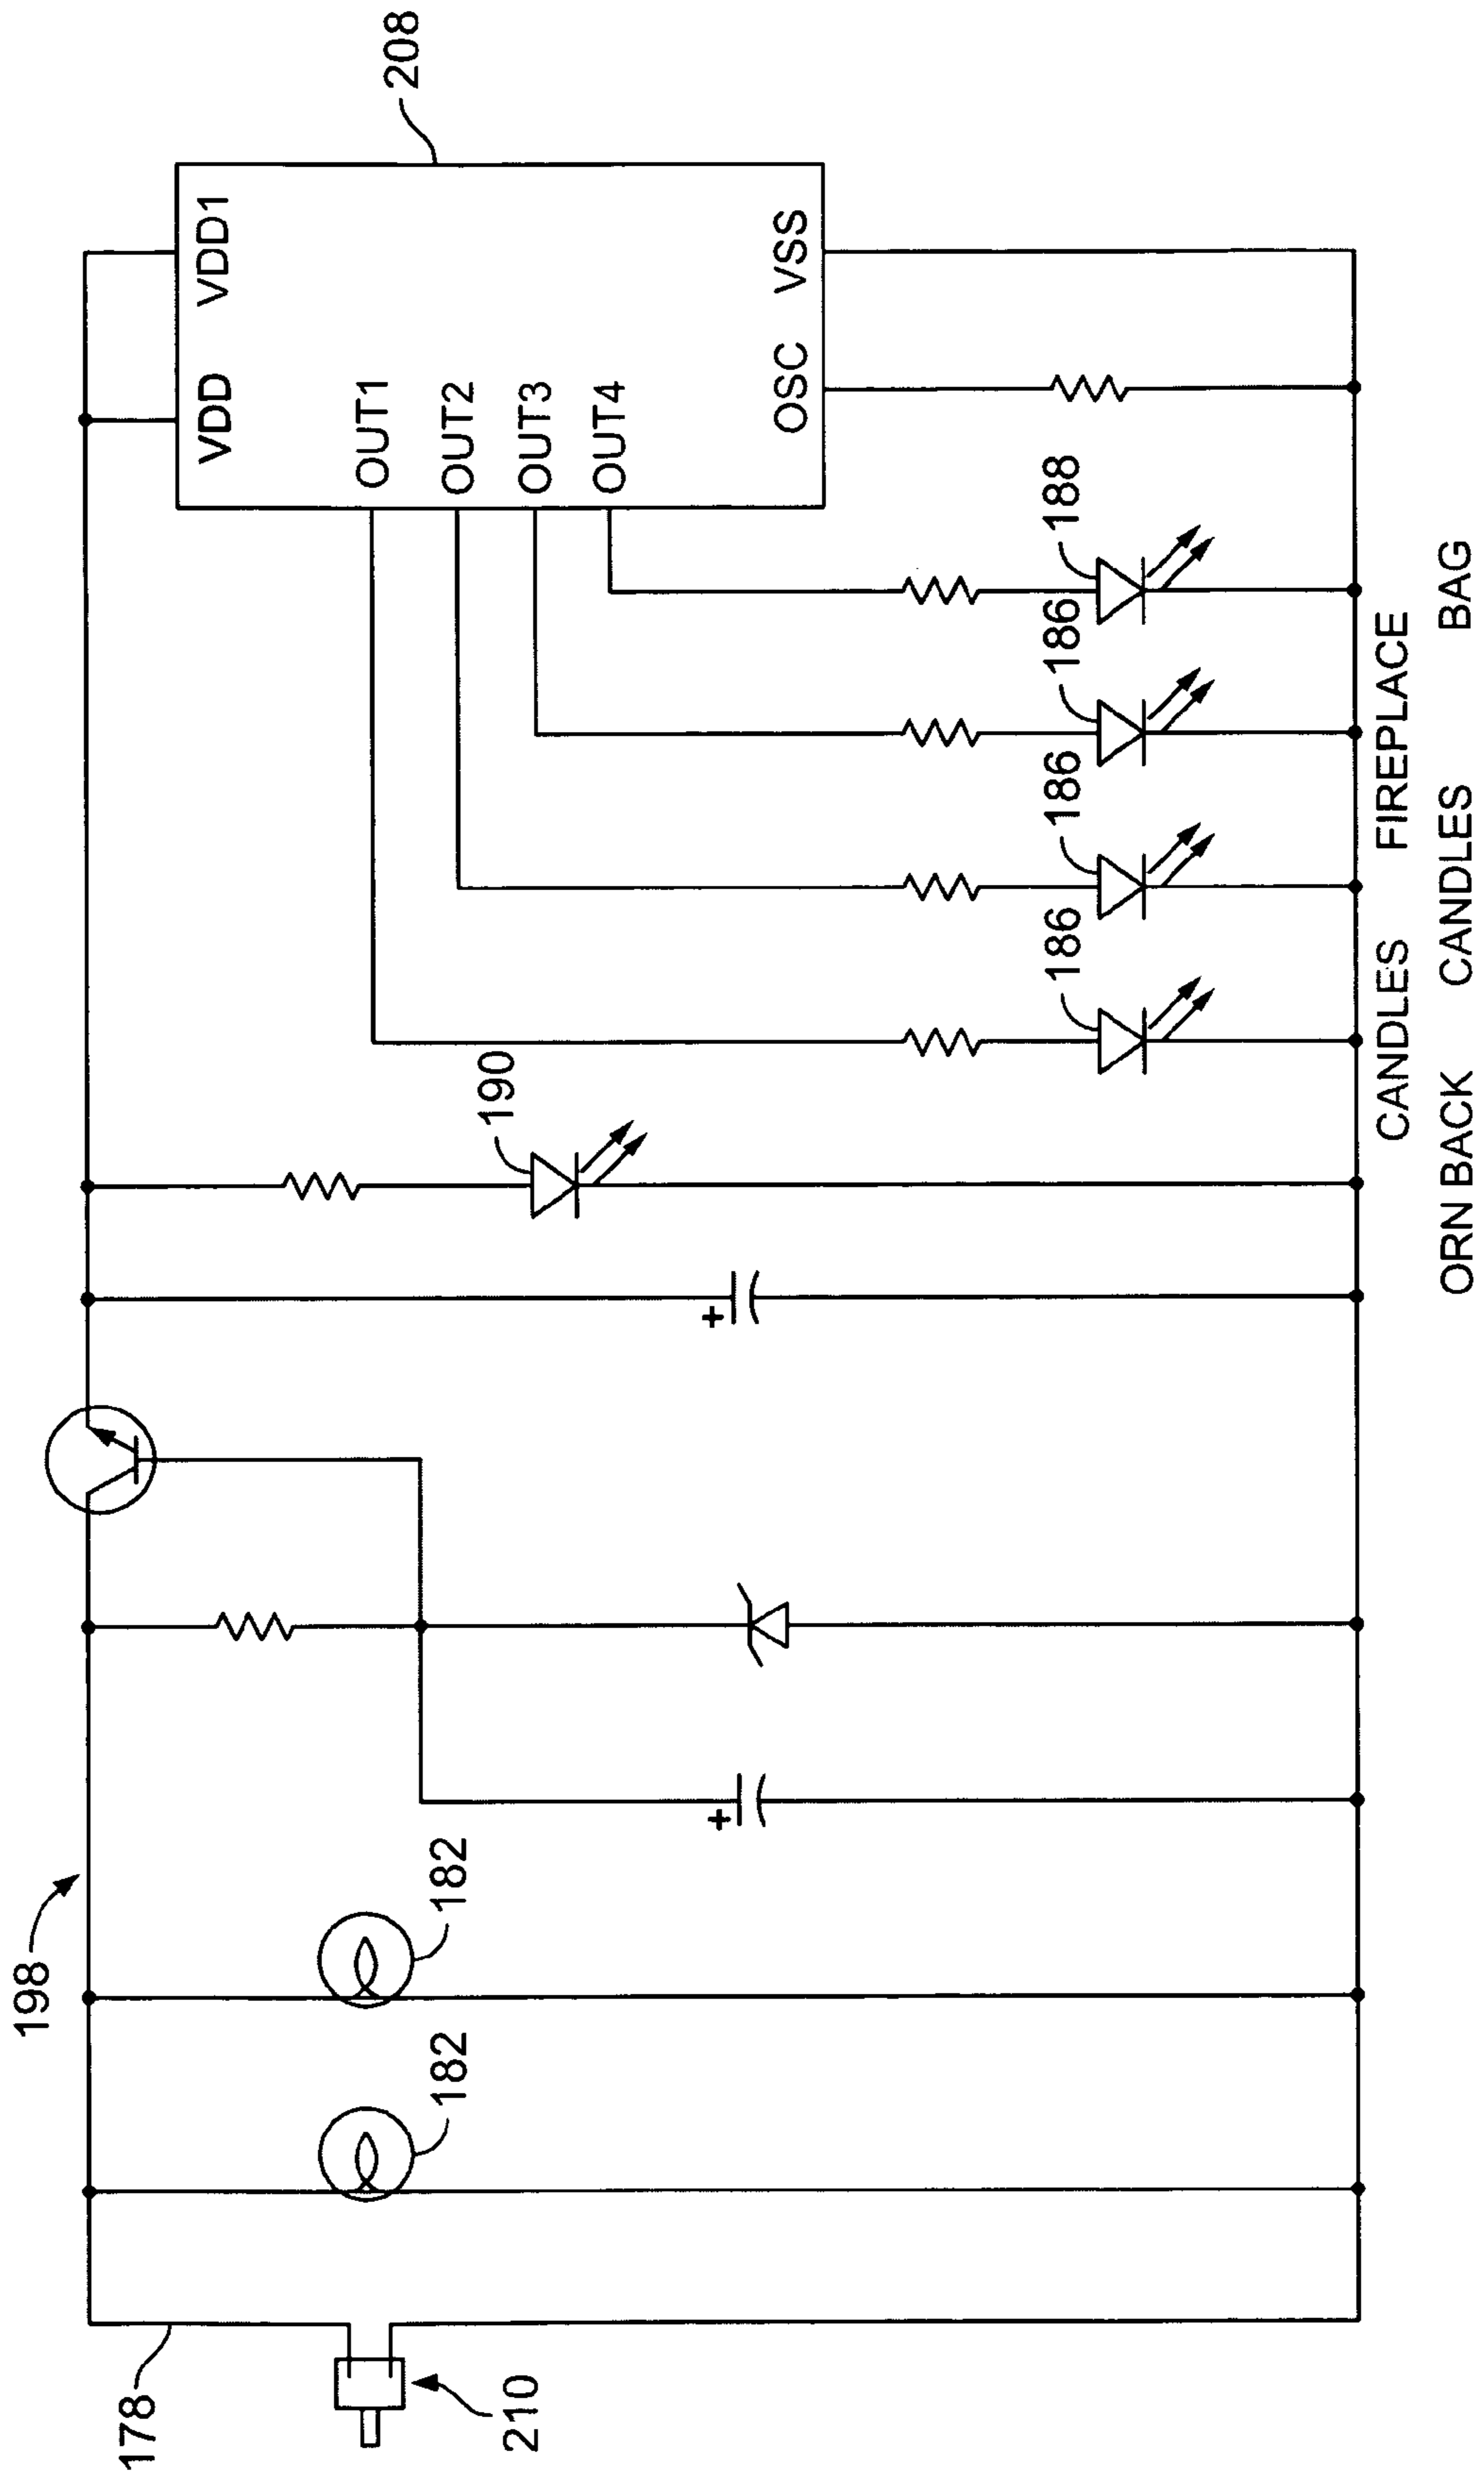 198
208
VDD VDD1
OUT1
OUT2
OUT3
OUT4
OSC VSS
190
182 182
178
210
186 186 186 188
CANDLES FIREPLACE
ORN BACK CANDLES BAG
+
+